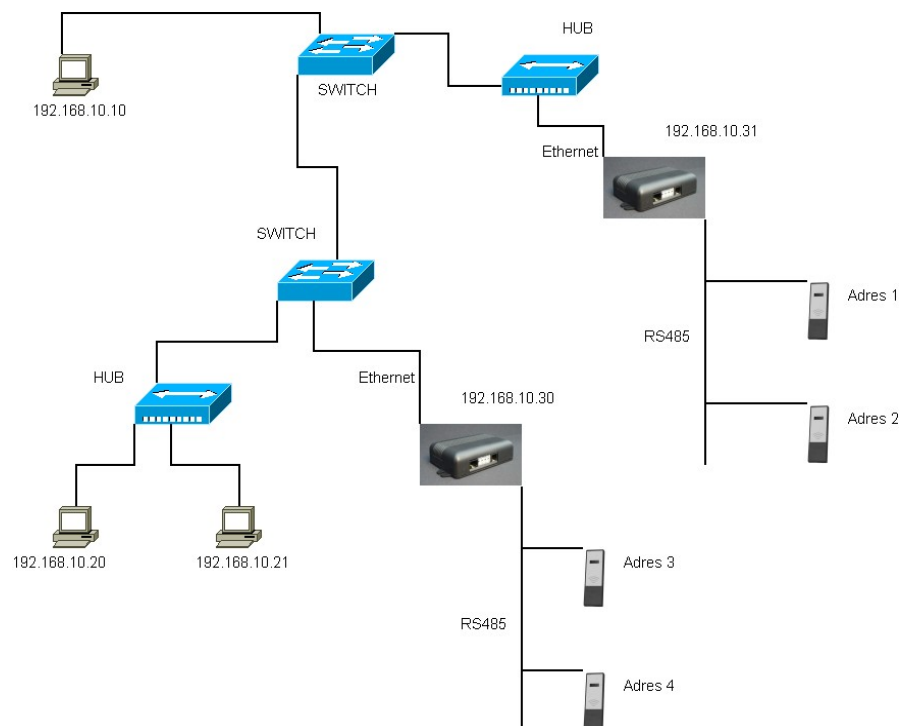 HUB
SWITCH
192.168.10.10
192.168.10.31
Ethernet
SWITCH
Adres 1
RS485
HUB
Ethernet
192.168.10.30
Adres 2
192.168.10.20
192.168.10.21
Adres 3
RS485
Adres 4